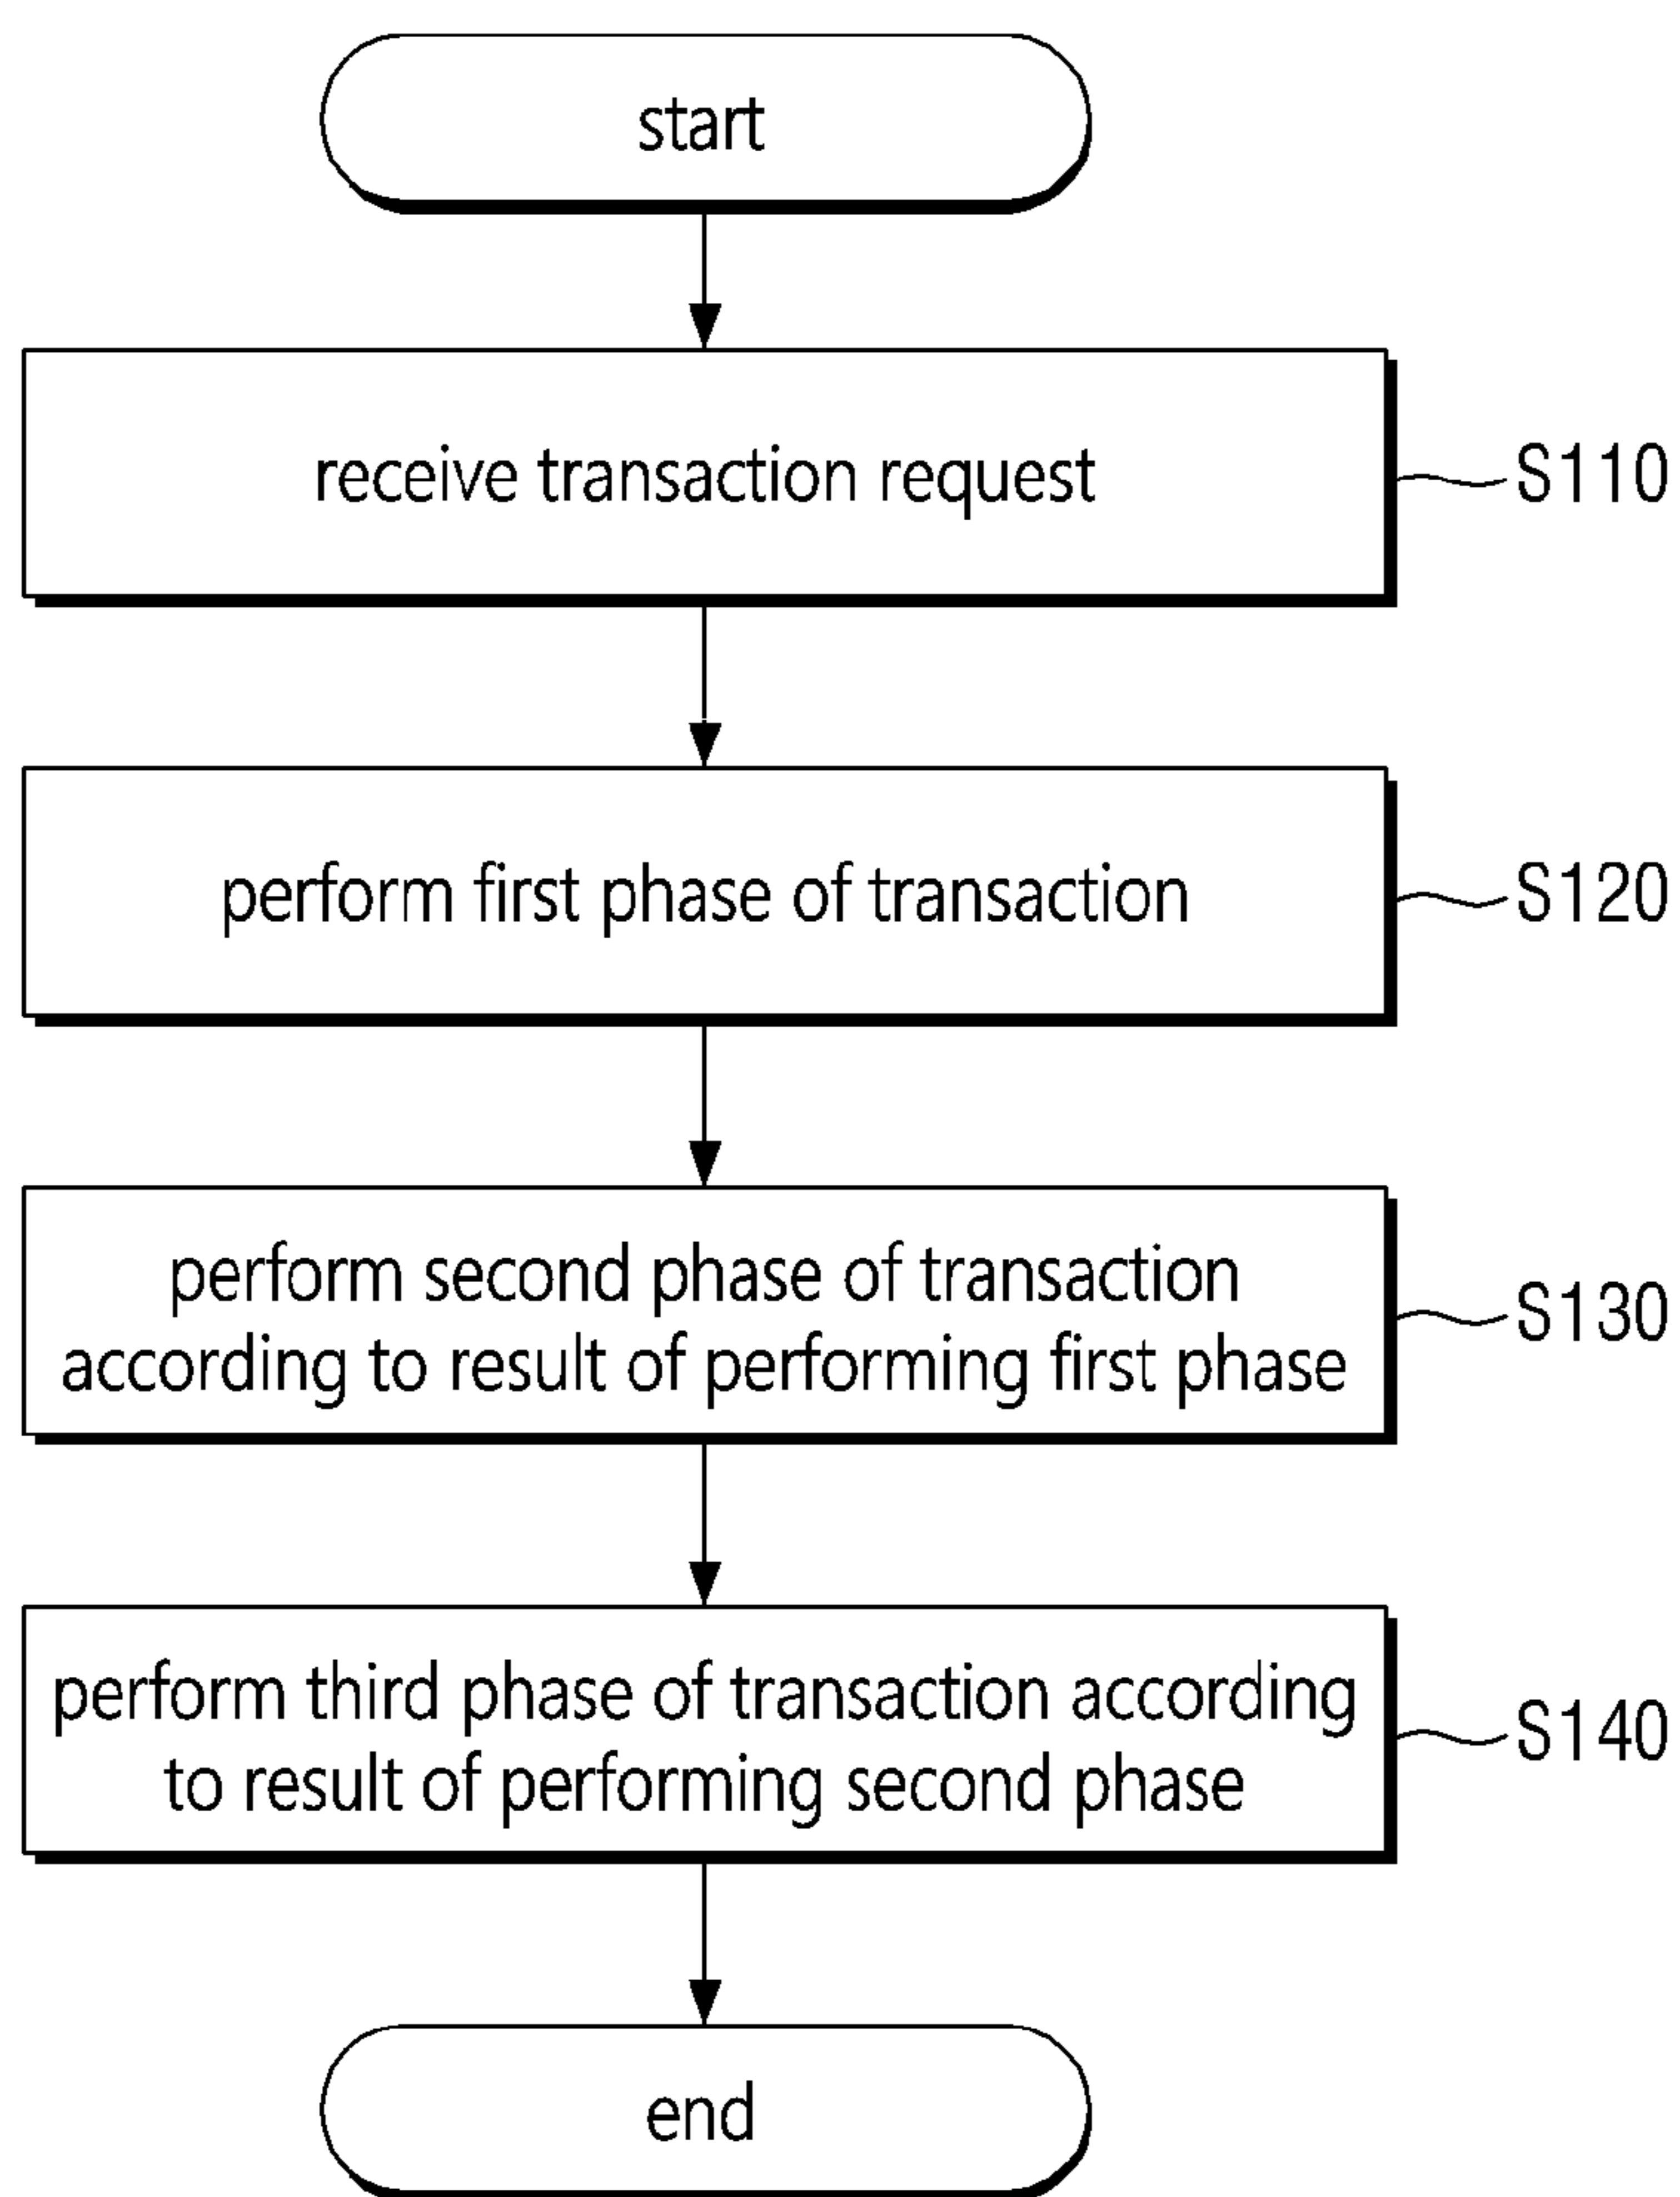 start
receive transaction request
S110
perform first phase of transaction
S120
perform second phase of transaction
according to result of performing first phase
S130
perform third phase of transaction according
to result of performing second phase
S140
end